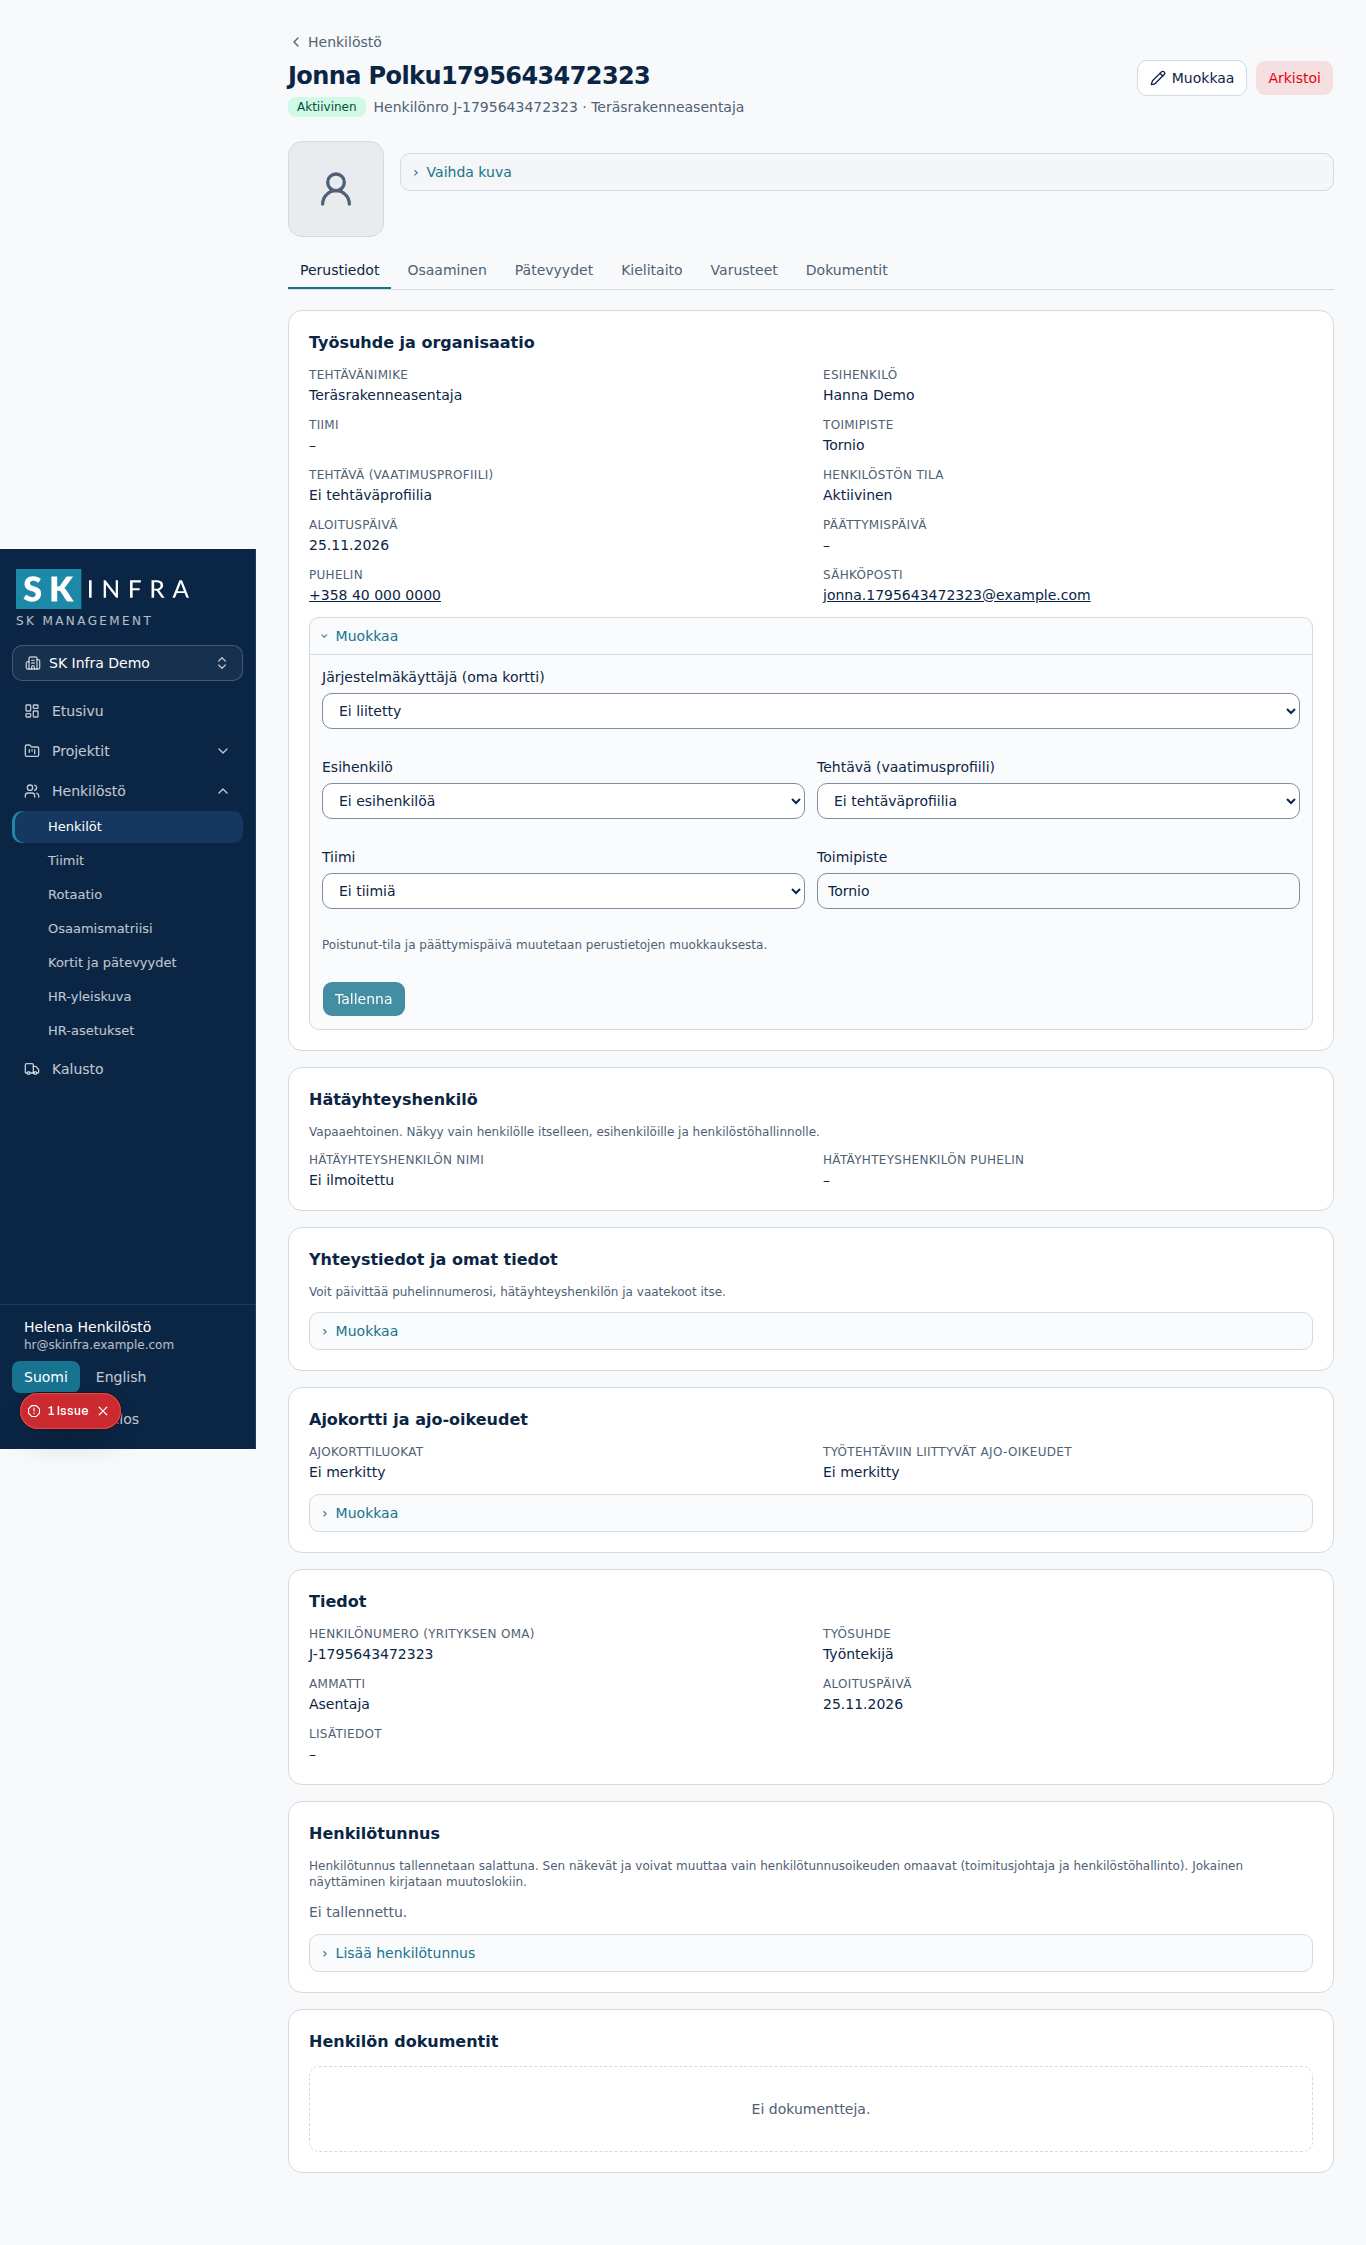 Henkilöstö
Jonna Polku1795643472323
Muokkaa
Arkistoi
Aktiivinen
Henkilönro J-1795643472323 · Teräsrakenneasentaja
Vaihda kuva
Perustiedot
Osaaminen
Pätevyydet
Kielitaito
Varusteet
Dokumentit
Työsuhde ja organisaatio
TEHTÄVÄNIMIKE
Teräsrakenneasentaja
ESIHENKILÖ
Hanna Demo
TIIMI
–
TOIMIPISTE
Tornio
TEHTÄVÄ (VAATIMUSPROFIILI)
Ei tehtäväprofiilia
HENKILÖSTÖN TILA
Aktiivinen
ALOITUSPÄIVÄ
25.11.2026
PÄÄTTYMISPÄIVÄ
–
PUHELIN
+358 40 000 0000
SÄHKÖPOSTI
jonna.1795643472323@example.com
Muokkaa
Järjestelmäkäyttäjä (oma kortti)
Ei liitetty
Esihenkilö
Ei esihenkilöä
Tehtävä (vaatimusprofiili)
Ei tehtäväprofiilia
Tiimi
Ei tiimiä
Toimipiste
Tornio
Poistunut-tila ja päättymispäivä muutetaan perustietojen muokkauksesta.
Tallenna
Hätäyhteyshenkilö
Vapaaehtoinen. Näkyy vain henkilölle itselleen, esihenkilöille ja henkilöstöhallinnolle.
HÄTÄYHTEYSHENKILÖN NIMI
Ei ilmoitettu
HÄTÄYHTEYSHENKILÖN PUHELIN
–
Yhteystiedot ja omat tiedot
Voit päivittää puhelinnumerosi, hätäyhteyshenkilön ja vaatekoot itse.
Muokkaa
Ajokortti ja ajo-oikeudet
AJOKORTTILUOKAT
Ei merkitty
TYÖTEHTÄVIIN LIITTYVÄT AJO-OIKEUDET
Ei merkitty
Muokkaa
Tiedot
HENKILÖNUMERO (YRITYKSEN OMA)
J-1795643472323
TYÖSUHDE
Työntekijä
AMMATTI
Asentaja
ALOITUSPÄIVÄ
25.11.2026
LISÄTIEDOT
–
Henkilötunnus
Henkilötunnus tallennetaan salattuna. Sen näkevät ja voivat muuttaa vain henkilötunnusoikeuden omaavat (toimitusjohtaja ja henkilöstöhallinto). Jokainen
näyttäminen kirjataan muutoslokiin.
Ei tallennettu.
Lisää henkilötunnus
Henkilön dokumentit
Ei dokumentteja.
SK INFRA
SK MANAGEMENT
SK Infra Demo
Etusivu
Projektit
Henkilöstö
Henkilöt
Tiimit
Rotaatio
Osaamismatriisi
Kortit ja pätevyydet
HR-yleiskuva
HR-asetukset
Kalusto
Helena Henkilöstö
hr@skinfra.example.com
Suomi
English
1 Issue